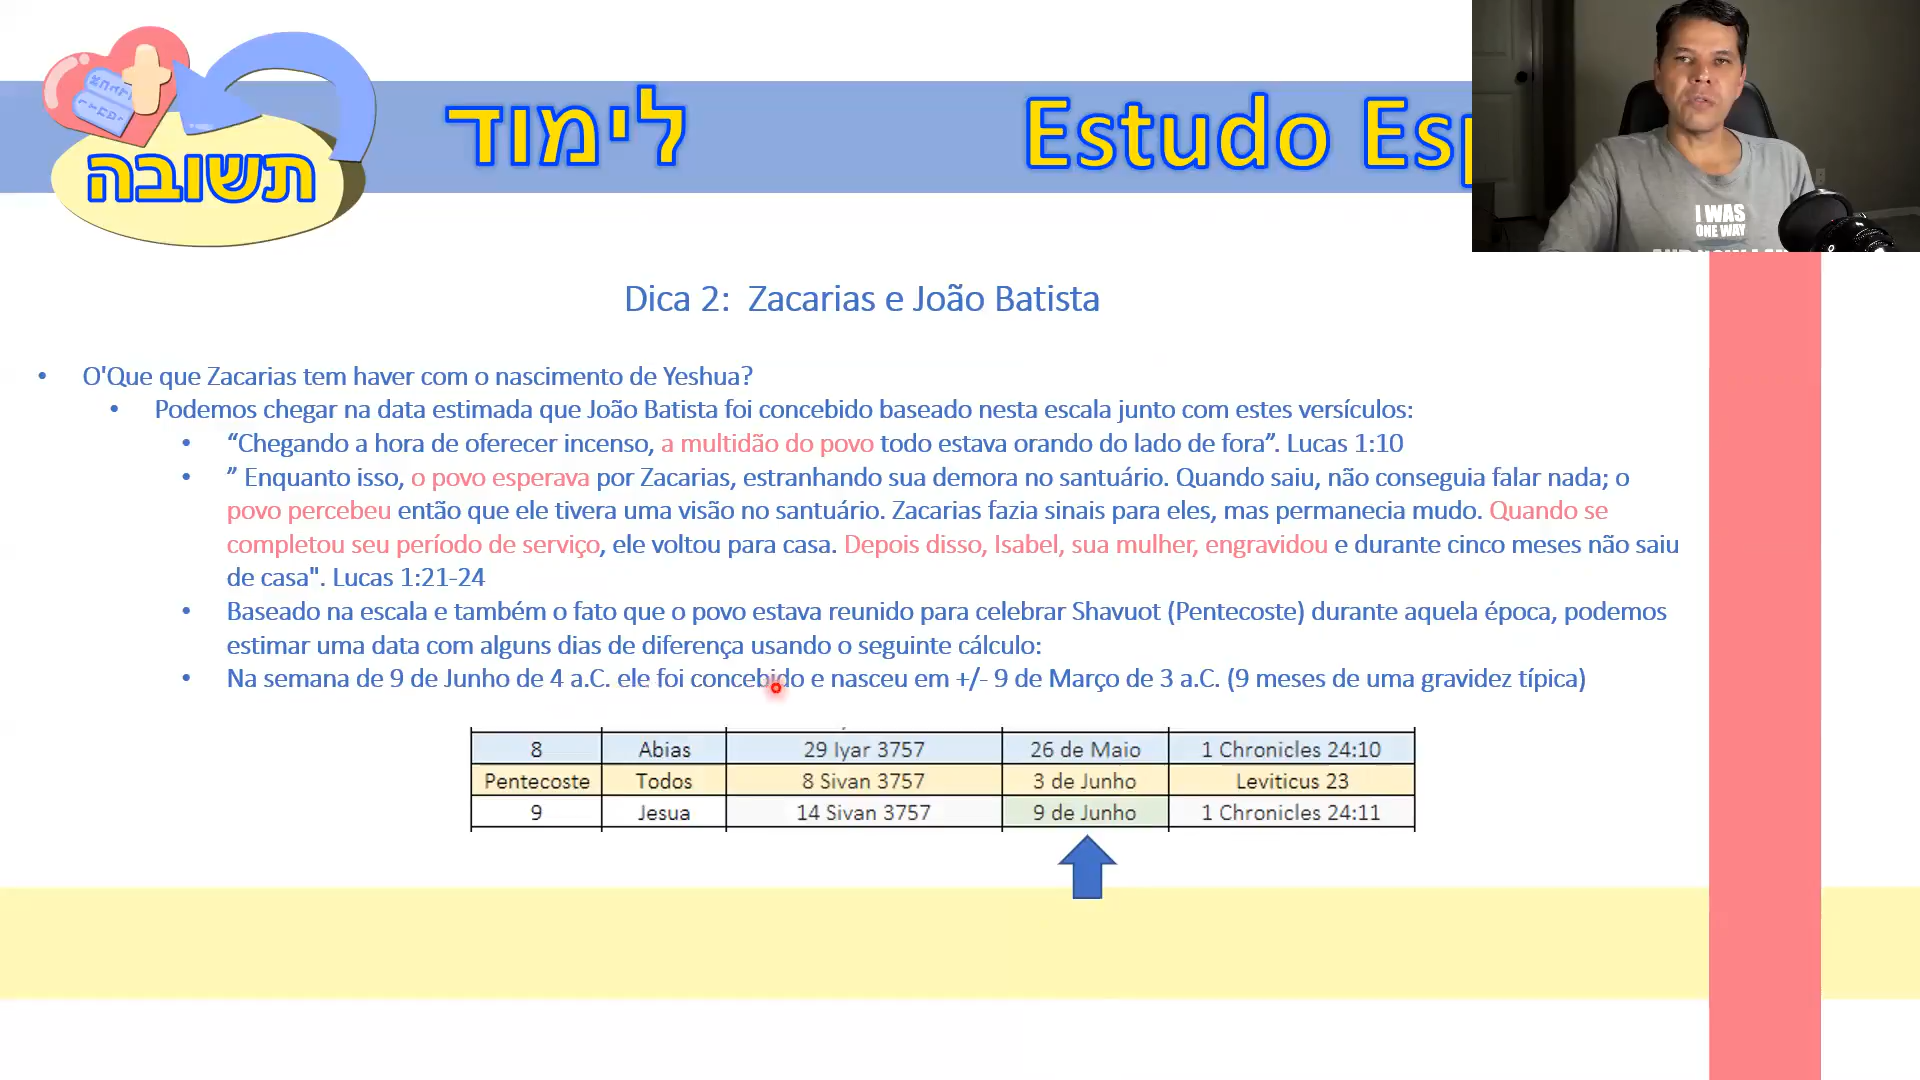 תשובה
לימוד
Estudo Esp
I WAS
ONE WAY
Dica 2: Zacarias e João Batista
• O'Que que Zacarias tem haver com o nascimento de Yeshua?
• Podemos chegar na data estimada que João Batista foi concebido baseado nesta escala junto com estes versículos:
• “Chegando a hora de oferecer incenso, a multidão do povo todo estava orando do lado de fora”. Lucas 1:10
• ” Enquanto isso, o povo esperava por Zacarias, estranhando sua demora no santuário. Quando saiu, não conseguia falar nada; o
povo percebeu então que ele tivera uma visão no santuário. Zacarias fazia sinais para eles, mas permanecia mudo. Quando se
completou seu período de serviço, ele voltou para casa. Depois disso, Isabel, sua mulher, engravidou e durante cinco meses não saiu
de casa". Lucas 1:21-24
• Baseado na escala e também o fato que o povo estava reunido para celebrar Shavuot (Pentecoste) durante aquela época, podemos
estimar uma data com alguns dias de diferença usando o seguinte cálculo:
• Na semana de 9 de Junho de 4 a.C. ele foi concebido e nasceu em +/- 9 de Março de 3 a.C. (9 meses de uma gravidez típica)
8 Abias 29 Iyar 3757 26 de Maio 1 Chronicles 24:10
Pentecoste Todos 8 Sivan 3757 3 de Junho Leviticus 23
9 Jesua 14 Sivan 3757 9 de Junho 1 Chronicles 24:11